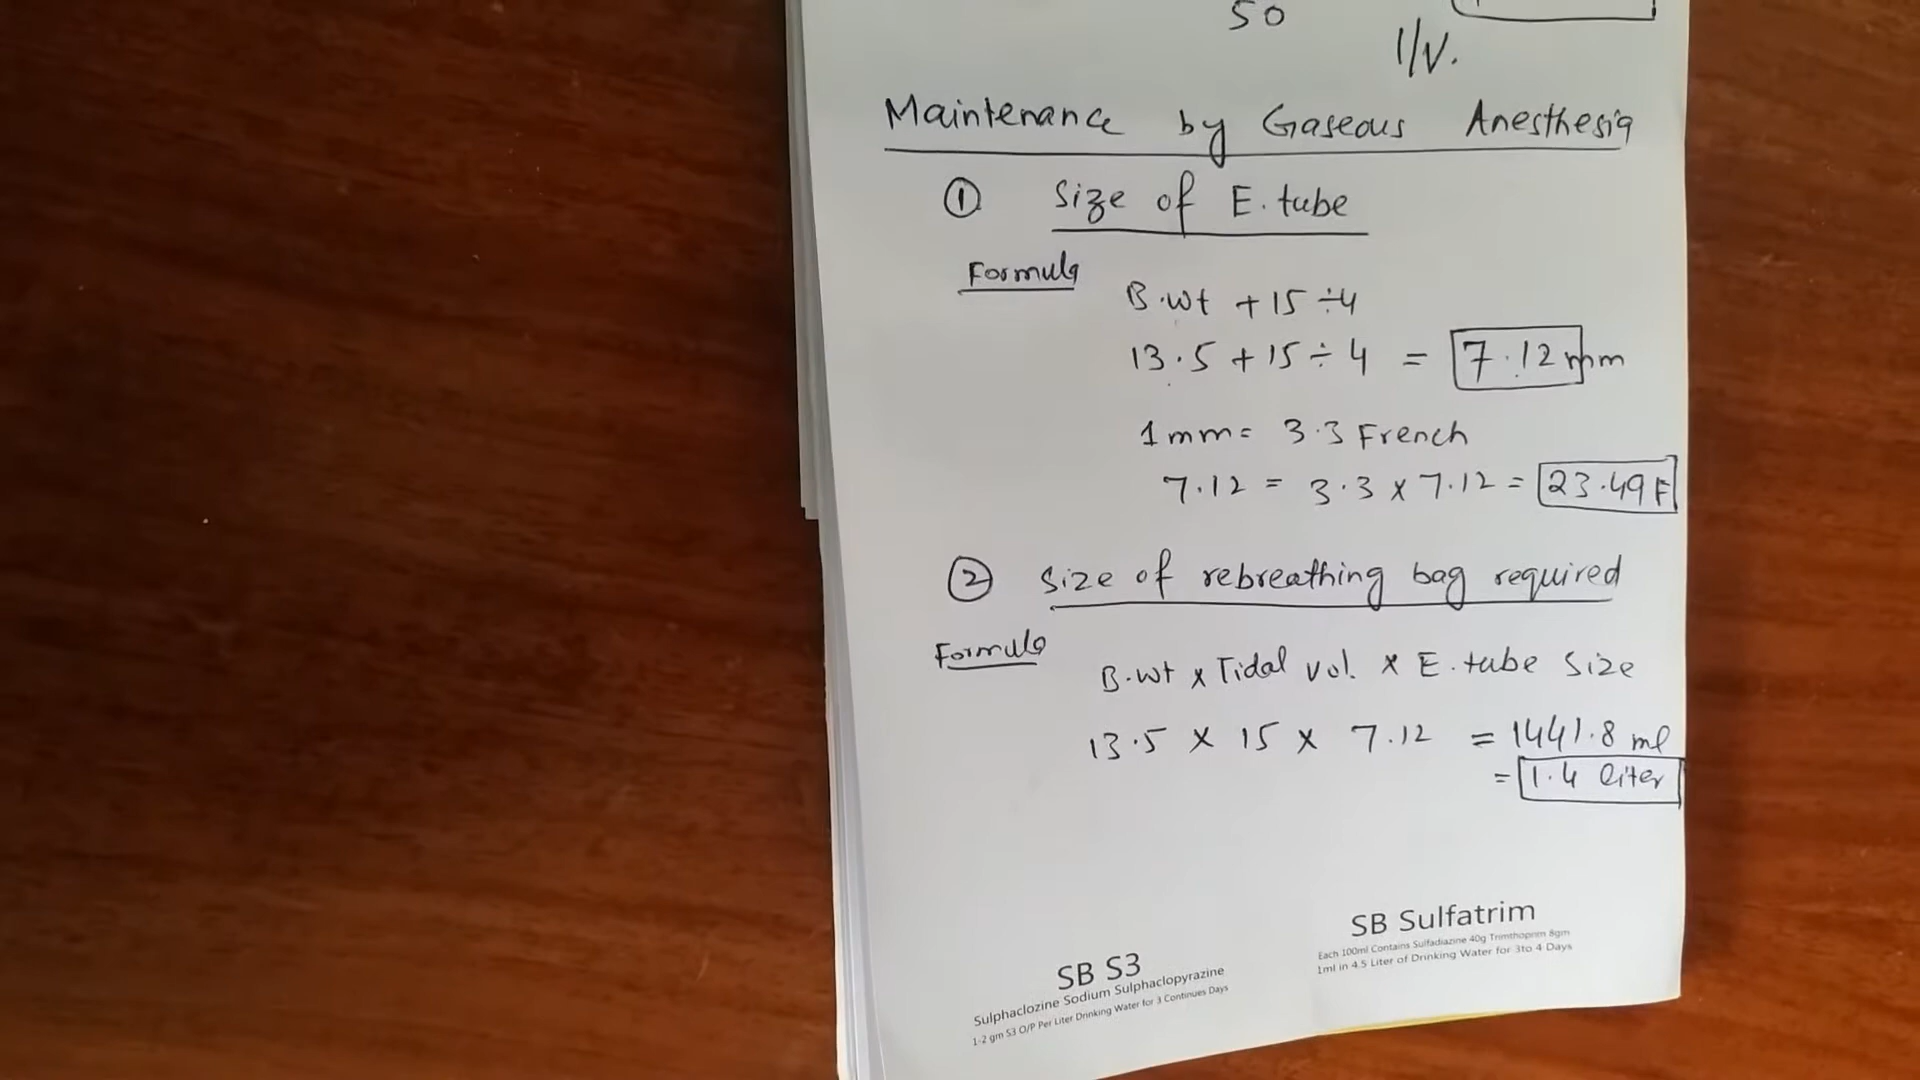 50
I/V.
Maintenance by Gaseous Anesthesia
① Size of E. tube
Formula
B.wt + 15 ÷ 4
13.5 + 15 ÷ 4 = 7.12 mm
1 mm = 3.3 French
7.12 = 3.3 x 7.12 = 23.49 F
② Size of rebreathing bag required
Formula
B.wt x Tidal vol. x E. tube Size
13.5 x 15 x 7.12 = 1441.8 ml
= 1.4 liter
SB S3
Sulphaclozine Sodium Sulphaclopyrazine
1-2 gm S3 O/P Per Liter Drinking Water for 3 Continues Days
SB Sulfatrim
Each 100ml Contains Sulfadiazine 40g Trimthoprim 8gm
1ml in 4.5 Liter of Drinking Water for 3to 4 Days